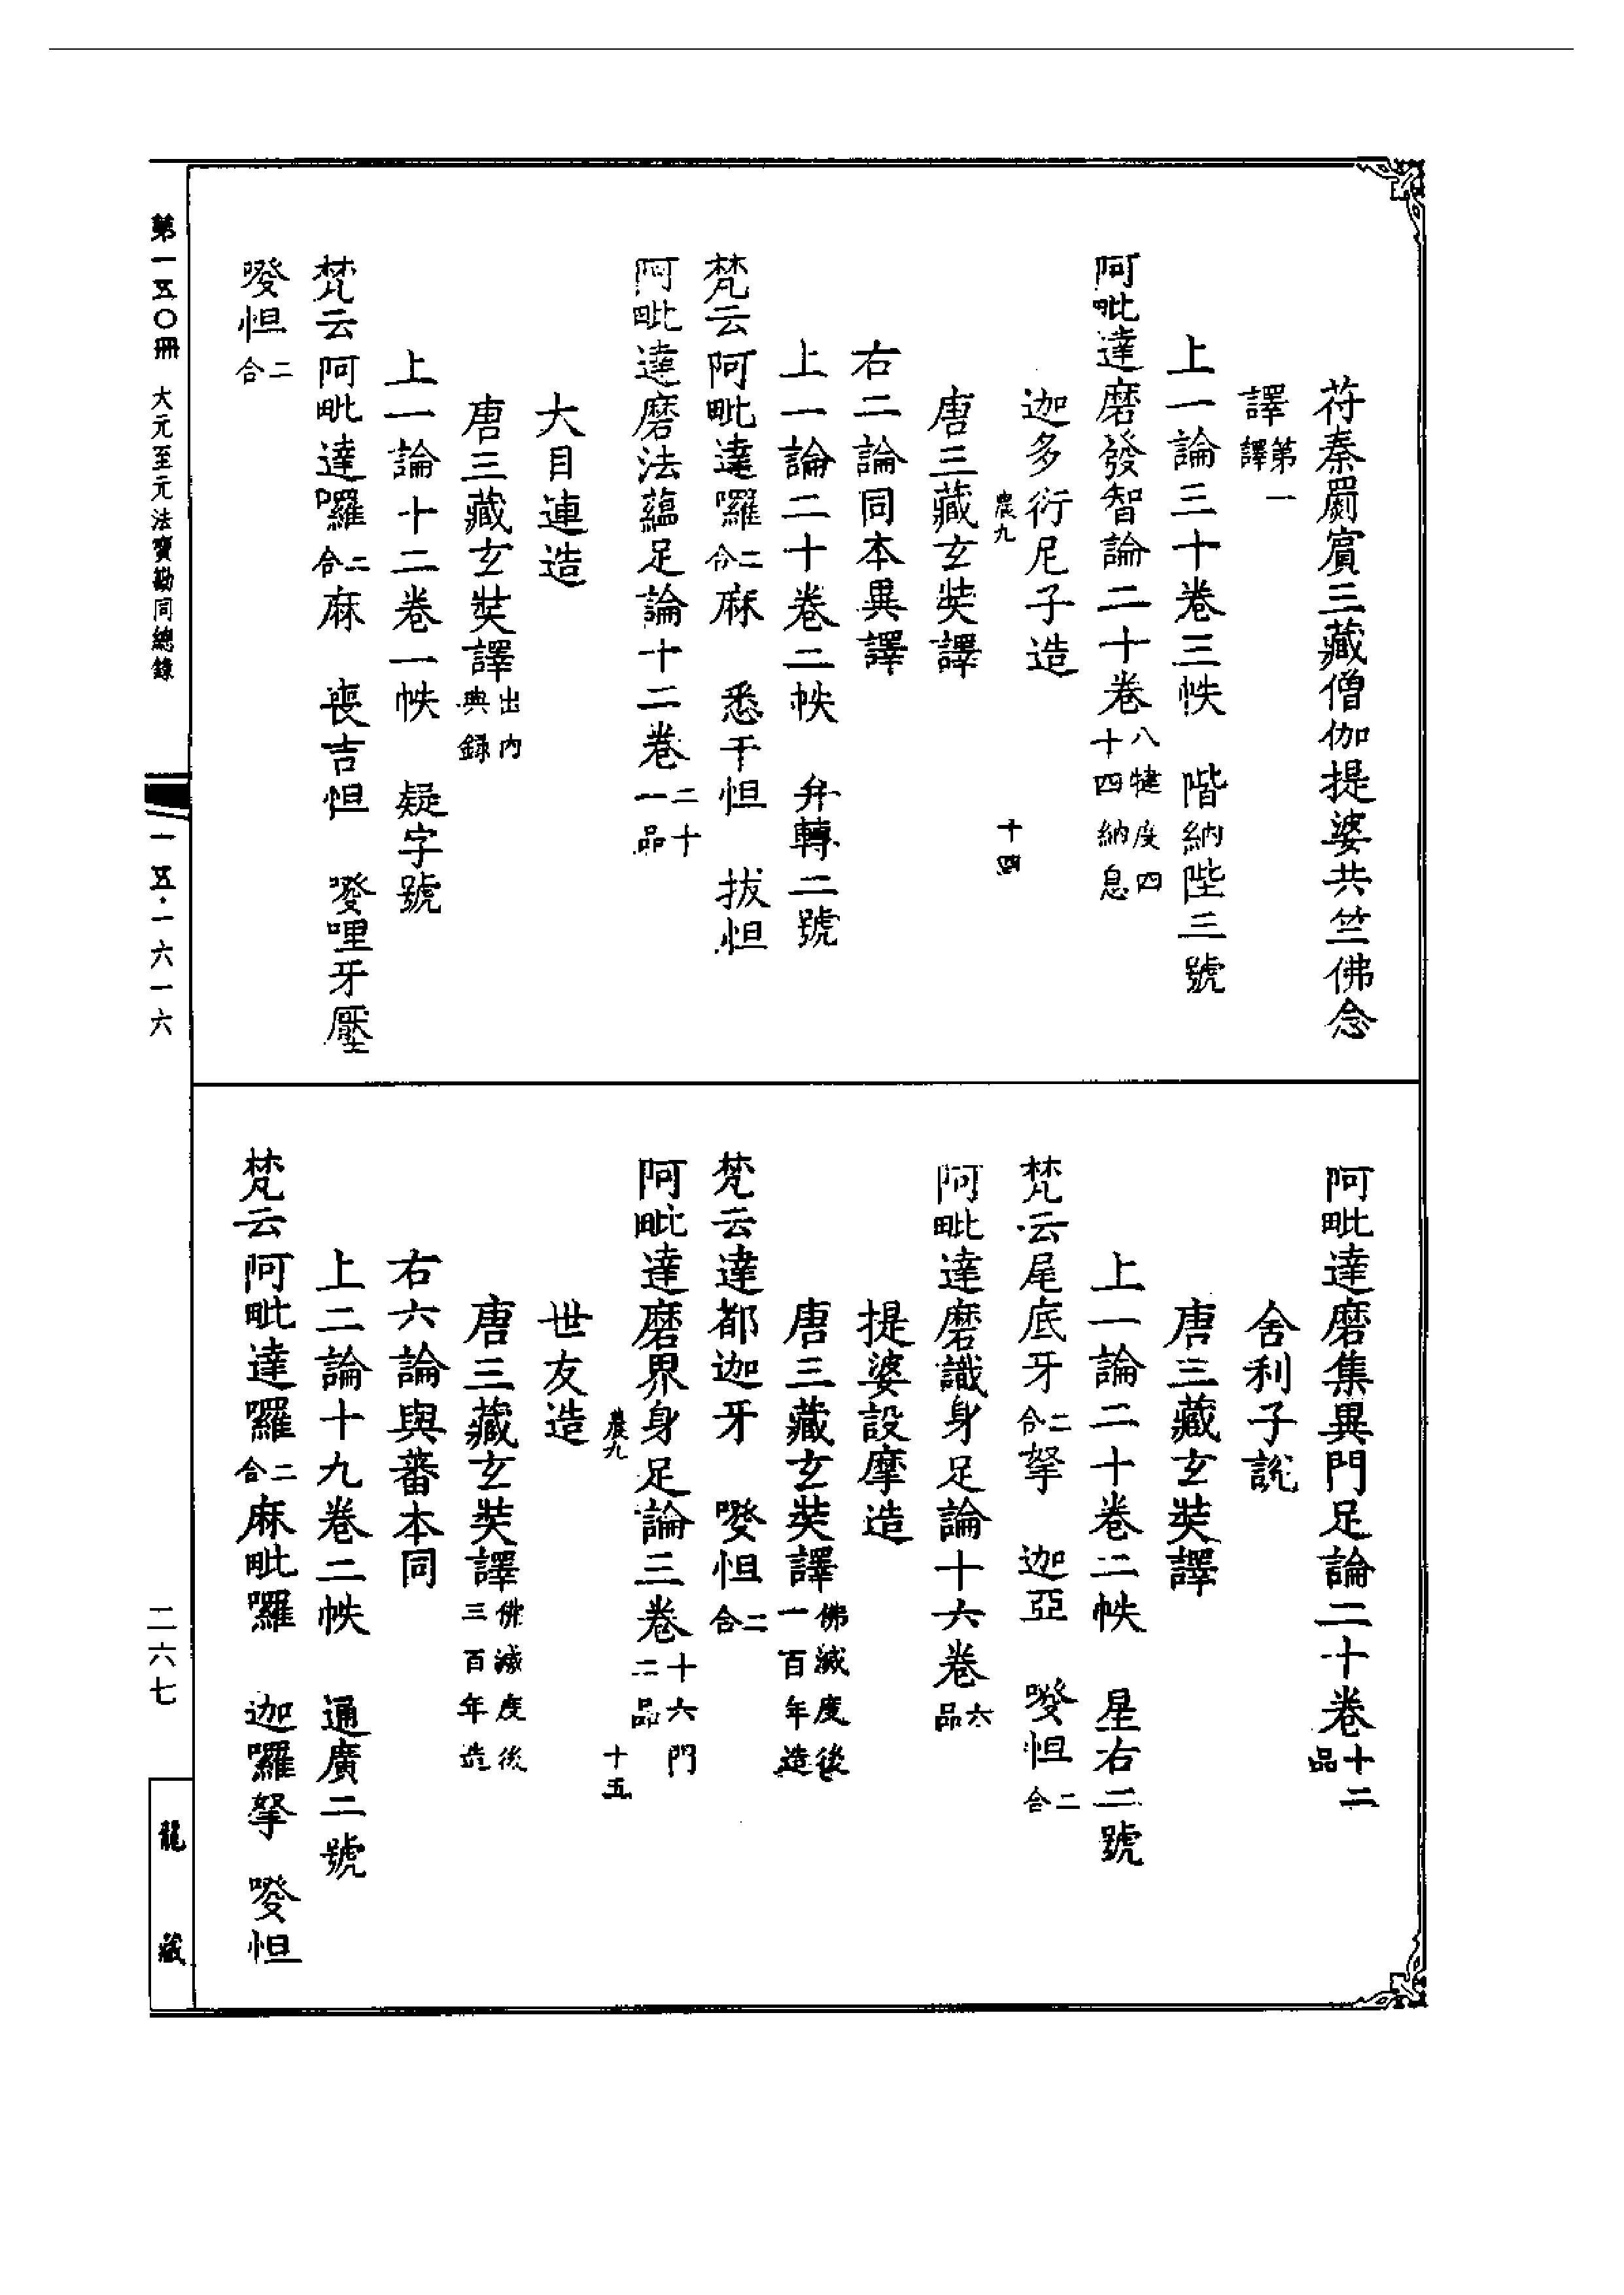 苻秦罽賓三藏僧伽提婆共竺佛念
譯第一譯
上一論三十卷三帙　階納陛三號
阿毗達磨發智論二十卷八犍度四十四納息
迦多衍尼子造
農九　十四
唐三藏玄奘譯
右二論同本異譯
上一論二十卷二帙　弁轉二號
梵云阿毗達囉二合麻　悉干怛　拔怛
阿毗達磨法蘊足論十二卷二十一品
大目連造
唐三藏玄奘譯出內典録
上一論十二卷一帙　疑字號
梵云阿毗達囉二合麻　喪吉怛　㗚哩牙壓
㗚怛二合
阿毗達磨集異門足論二十卷十二品
舍利子說
唐三藏玄奘譯
上一論二十卷二帙　星右二號
梵云尾底牙二合拏　迦亞　㗚怛二合
阿毗達磨識身足論十六卷六品
提婆設摩造
唐三藏玄奘譯佛滅度後一百年造
梵云達都迦牙　㗚怛二合
阿毗達磨界身足論三卷十六門二品
農九　十五
世友造
唐三藏玄奘譯佛滅度後三百年造
右六論與蕃本同
上二論十九卷二帙　通廣二號
梵云阿毗達囉二合麻毗囉　迦囉拏　㗚怛
第一五〇冊　大元至元法寶勘同總錄
一五·一六一六
二六七
龍藏